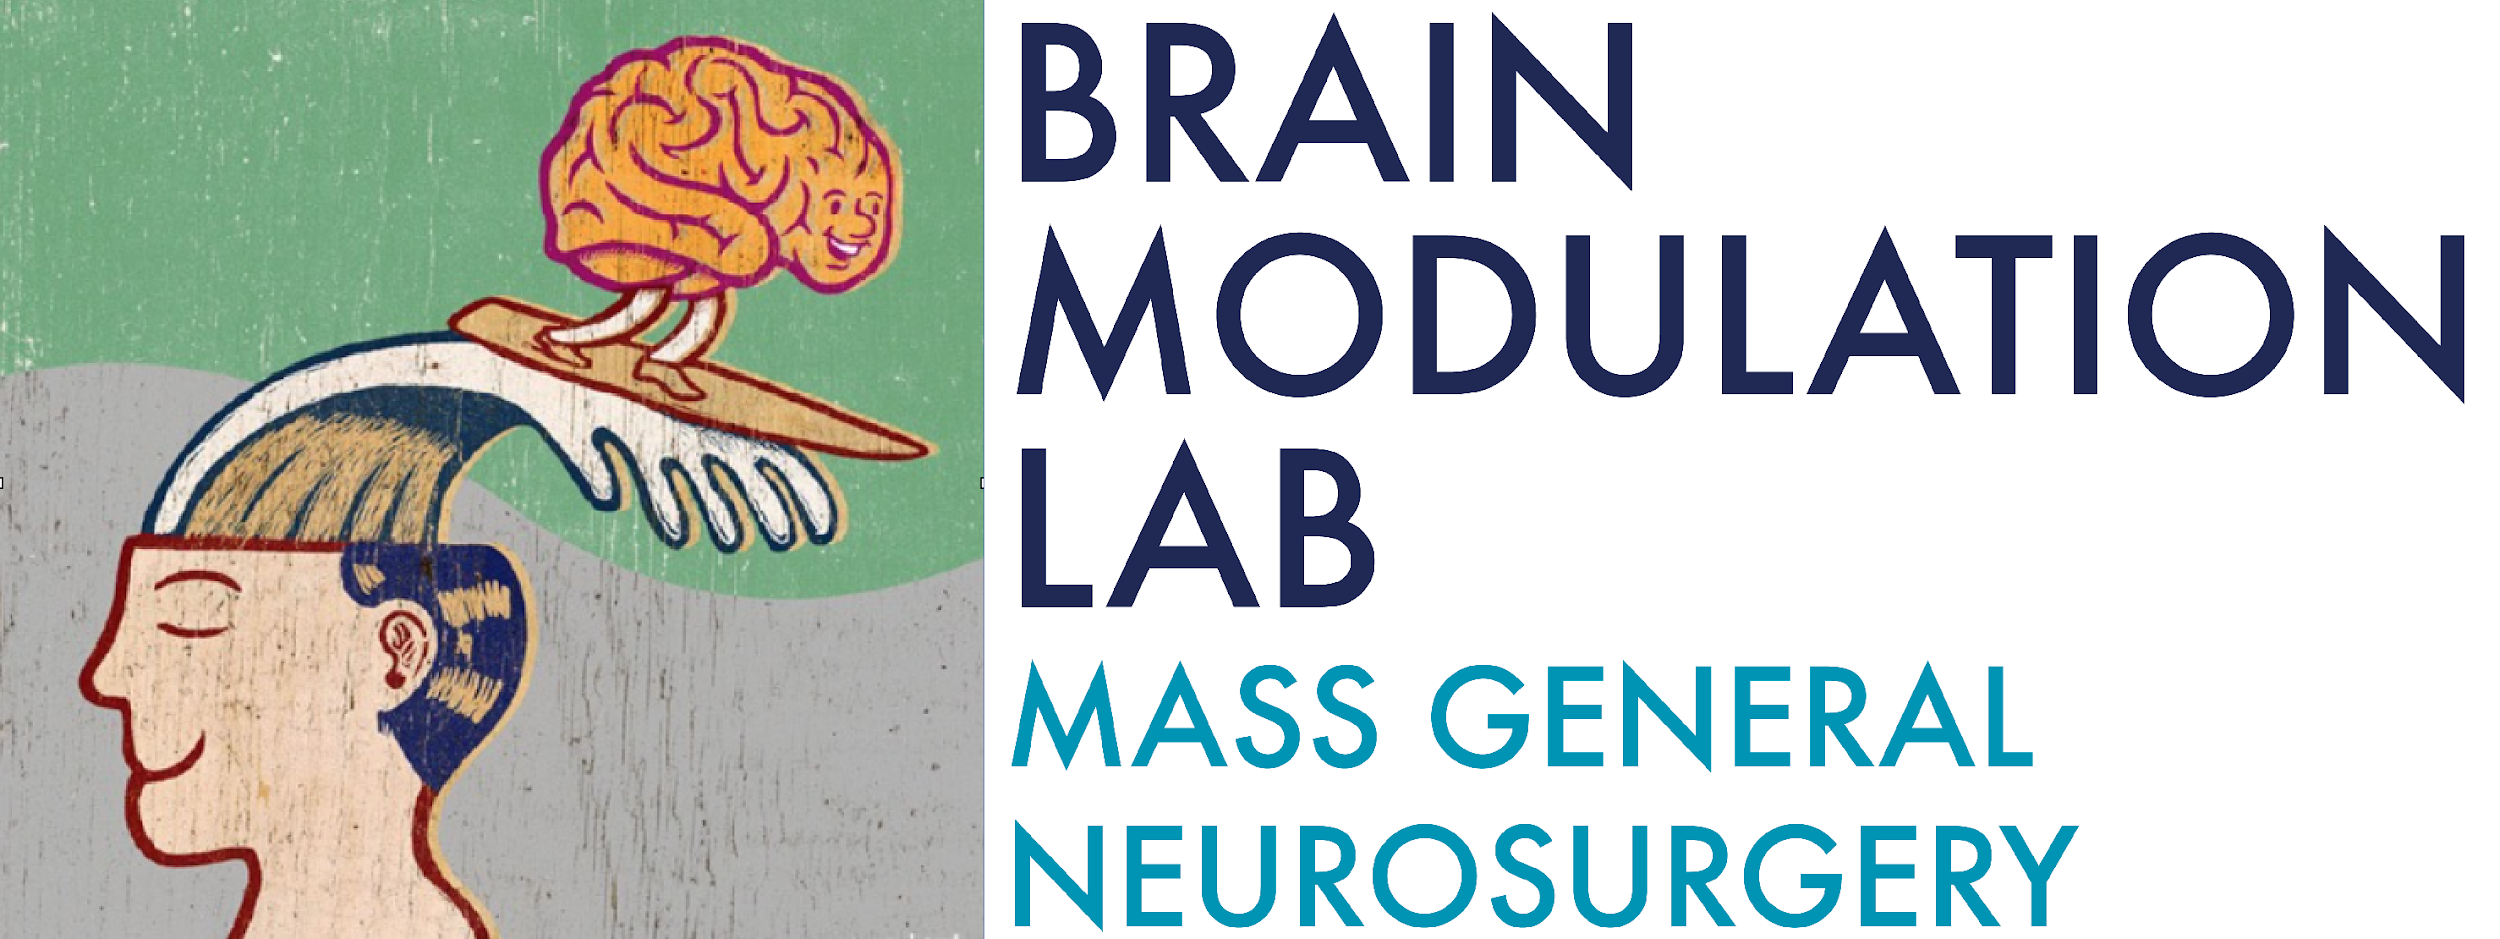 BRAIN
MODULATION
LAB
MASS GENERAL
NEUROSURGERY